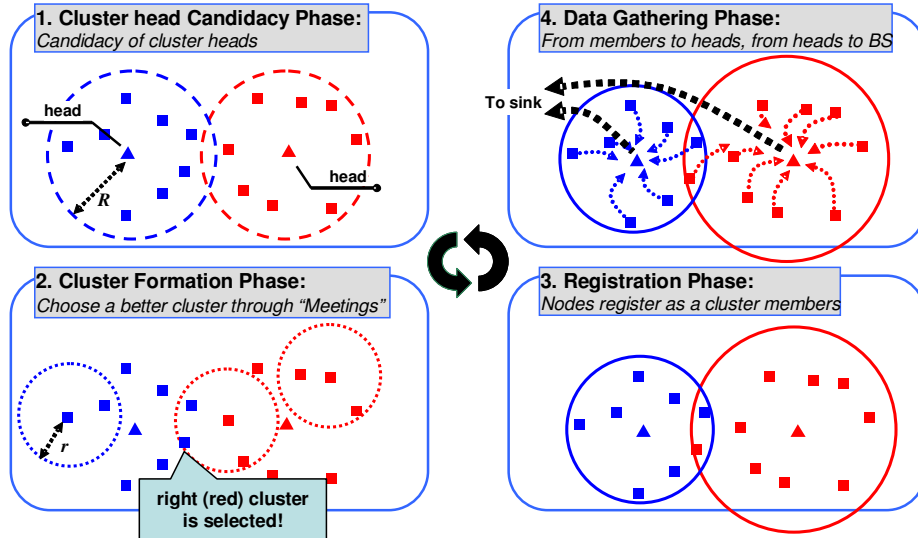 1. Cluster head Candidacy Phase:
Candidacy of cluster heads
head
R
head
4. Data Gathering Phase:
From members to heads, from heads to BS
To sink
2. Cluster Formation Phase:
Choose a better cluster through “Meetings”
r
right (red) cluster
is selected!
3. Registration Phase:
Nodes register as a cluster members